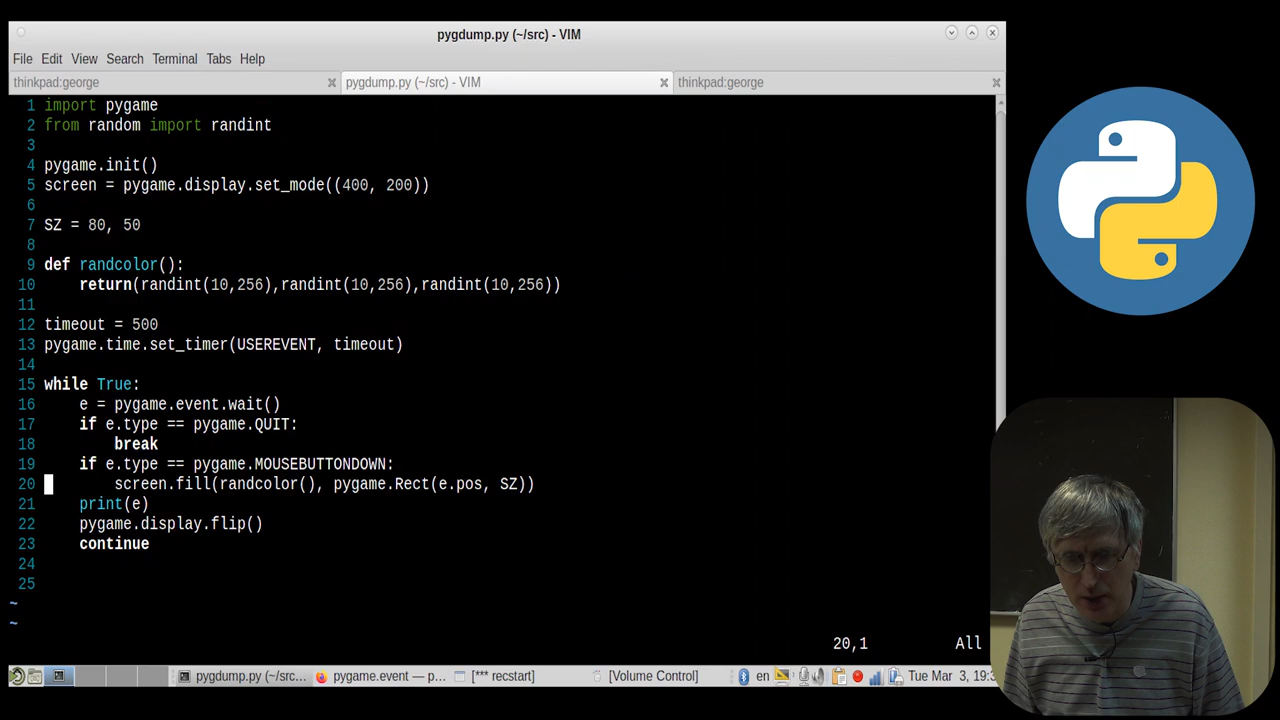 pygdump.py (~/src) - VIM
File Edit View Search Terminal Tabs Help
thinkpad:george pygdump.py (~/src) - VIM thinkpad:george
1 import pygame
2 from random import randint
3
4 pygame.init()
5 screen = pygame.display.set_mode((400, 200))
6
7 SZ = 80, 50
8
9 def randcolor():
10     return(randint(10,256),randint(10,256),randint(10,256))
11
12 timeout = 500
13 pygame.time.set_timer(USEREVENT, timeout)
14
15 while True:
16     e = pygame.event.wait()
17     if e.type == pygame.QUIT:
18         break
19     if e.type == pygame.MOUSEBUTTONDOWN:
20         screen.fill(randcolor(), pygame.Rect(e.pos, SZ))
21     print(e)
22     pygame.display.flip()
23     continue
24
25
~
~
20,1 All
pygdump.py (~/src... pygame.event — p... [*** recstart] [Volume Control] en Tue Mar 3, 19: